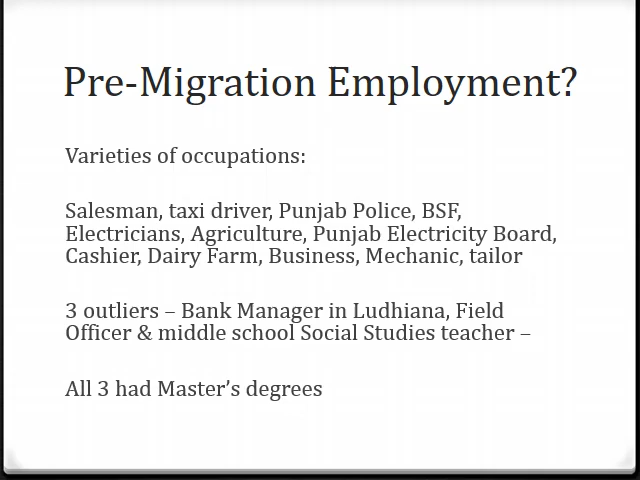 Pre-Migration Employment?
Varieties of occupations:
Salesman, taxi driver, Punjab Police, BSF,
Electricians, Agriculture, Punjab Electricity Board,
Cashier, Dairy Farm, Business, Mechanic, tailor
3 outliers – Bank Manager in Ludhiana, Field
Officer & middle school Social Studies teacher –
All 3 had Master’s degrees